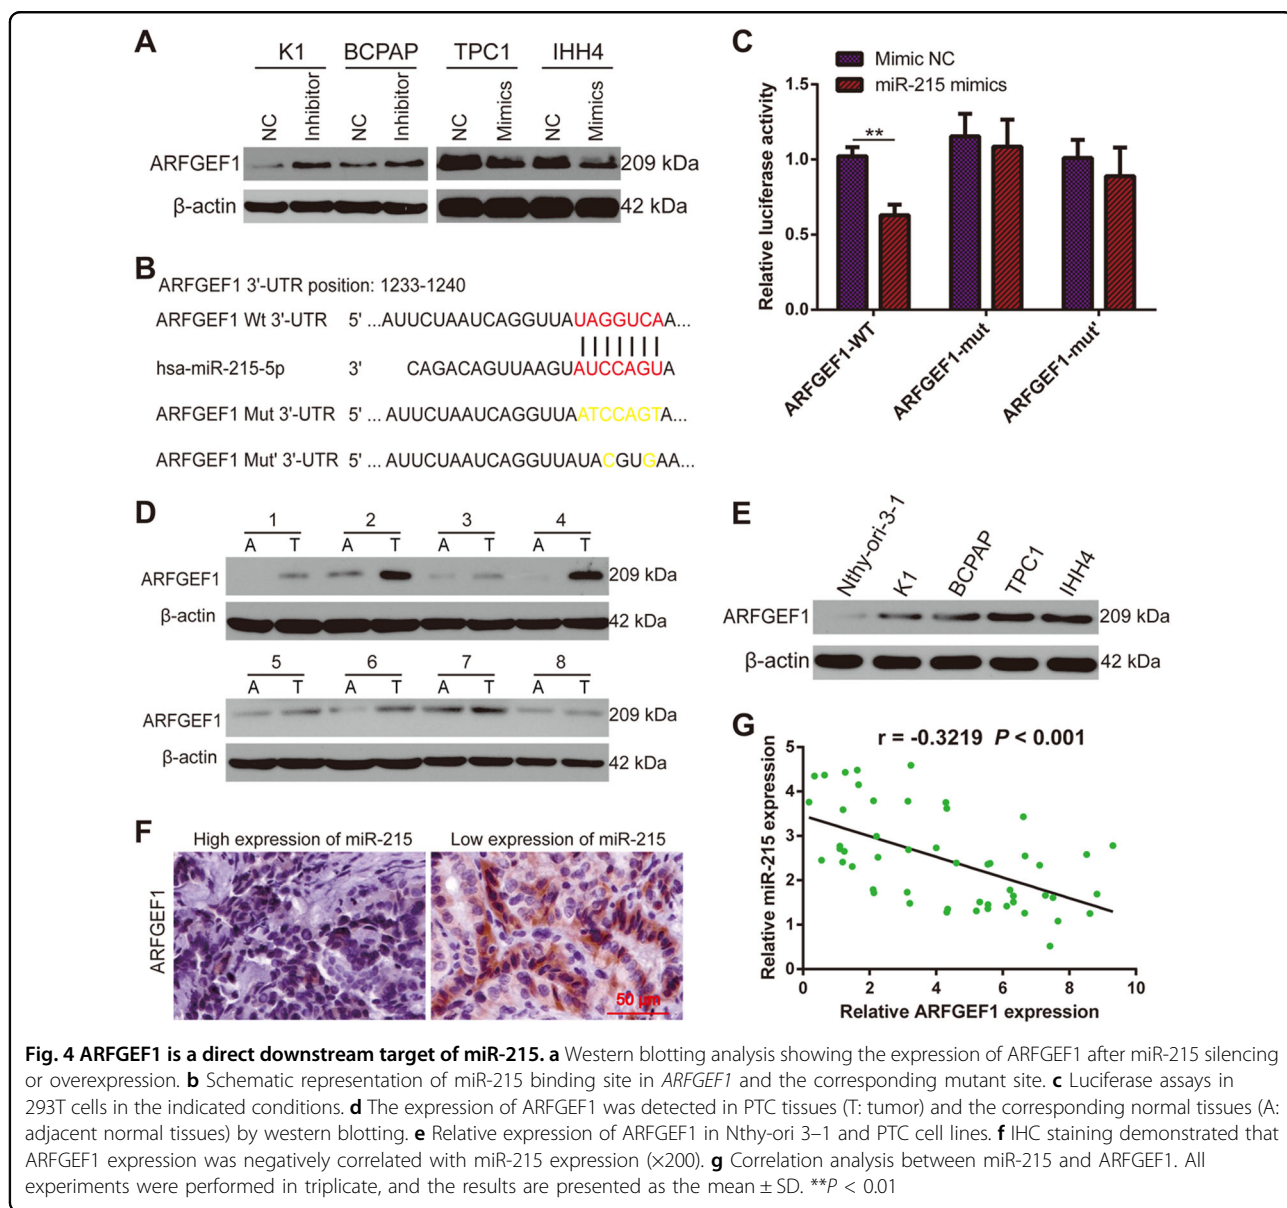 A
K1 BCPAP TPC1 IHH4
NC Inhibitor NC Inhibitor NC Mimics NC Mimics
ARFGEF1 209 kDa
β-actin 42 kDa
B
ARFGEF1 3'-UTR position: 1233-1240
ARFGEF1 Wt 3'-UTR 5' ...AUUCUAAUCAGGUUAUAGGUCAA...
hsa-miR-215-5p 3' CAGACAGUUAAGUAUCCAGUA
ARFGEF1 Mut 3'-UTR 5' ... AUUCUAAUCAGGUUAATCCAGTA...
ARFGEF1 Mut' 3'-UTR 5' ... AUUCUAAUCAGGUUAUACGUGAA...
C
Mimic NC
miR-215 mimics
Relative luciferase activity
1.5
1.0
0.5
0.0
**
ARFGEF1-WT ARFGEF1-mut ARFGEF1-mut'
D
1 2 3 4
A T A T A T A T
ARFGEF1 209 kDa
β-actin 42 kDa
5 6 7 8
A T A T A T A T
ARFGEF1 209 kDa
β-actin 42 kDa
E
Nthy-ori-3-1 K1 BCPAP TPC1 IHH4
ARFGEF1 209 kDa
β-actin 42 kDa
F
High expression of miR-215 Low expression of miR-215
ARFGEF1
50 μm
G
r = -0.3219 P < 0.001
Relative miR-215 expression
5
4
3
2
1
0
0 2 4 6 8 10
Relative ARFGEF1 expression
Fig. 4 ARFGEF1 is a direct downstream target of miR-215. a Western blotting analysis showing the expression of ARFGEF1 after miR-215 silencing
or overexpression. b Schematic representation of miR-215 binding site in ARFGEF1 and the corresponding mutant site. c Luciferase assays in
293T cells in the indicated conditions. d The expression of ARFGEF1 was detected in PTC tissues (T: tumor) and the corresponding normal tissues (A:
adjacent normal tissues) by western blotting. e Relative expression of ARFGEF1 in Nthy-ori 3–1 and PTC cell lines. f IHC staining demonstrated that
ARFGEF1 expression was negatively correlated with miR-215 expression (×200). g Correlation analysis between miR-215 and ARFGEF1. All
experiments were performed in triplicate, and the results are presented as the mean ± SD. **P < 0.01